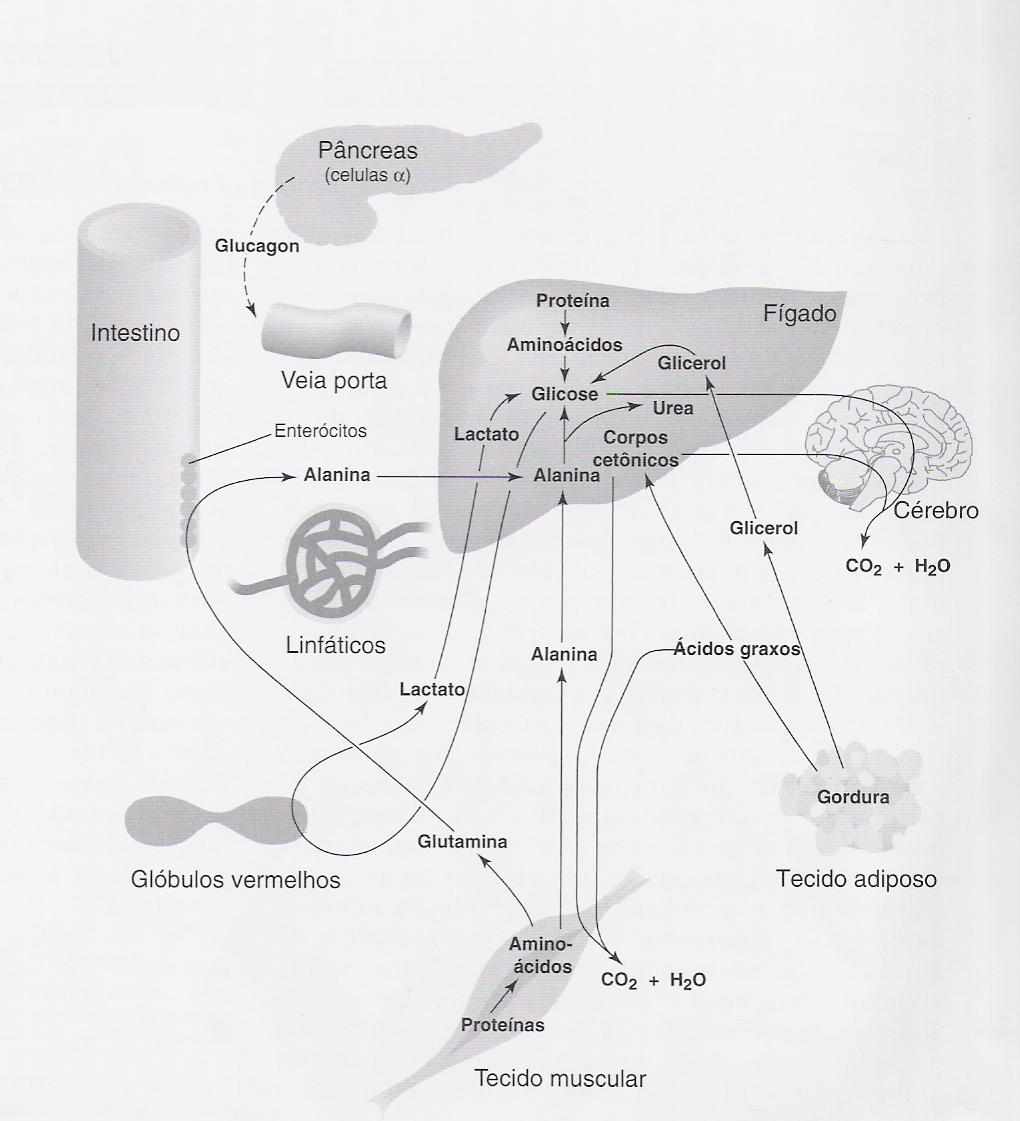 Pâncreas
(celulas α)
Glucagon
Intestino
Veia porta
Enterócitos
Alanina
Linfáticos
Fígado
Proteína
Aminoácidos
Glicerol
Glicose
Urea
Lactato
Corpos
cetônicos
Alanina
Cérebro
CO2 + H2O
Glicerol
Alanina
Ácidos graxos
Lactato
Gordura
Tecido adiposo
Glóbulos vermelhos
Glutamina
Amino-
ácidos
CO2 + H2O
Proteínas
Tecido muscular